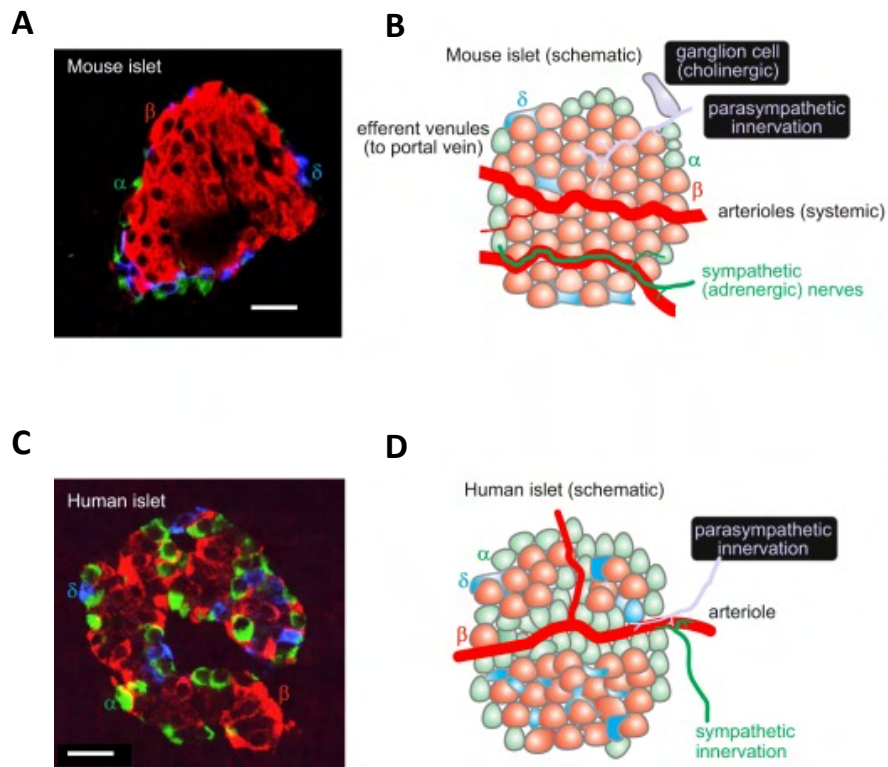 A
Mouse islet
β
α
δ
B
Mouse islet (schematic)
ganglion cell
(cholinergic)
parasympathetic
innervation
δ
efferent venules
(to portal vein)
α
β
arterioles (systemic)
sympathetic
(adrenergic) nerves
C
Human islet
δ
α
β
D
Human islet (schematic)
parasympathetic
innervation
α
δ
arteriole
β
sympathetic
innervation